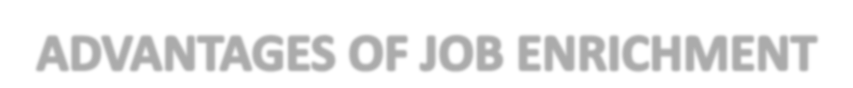 ADVANTAGES OF JOB ENRICHMENT